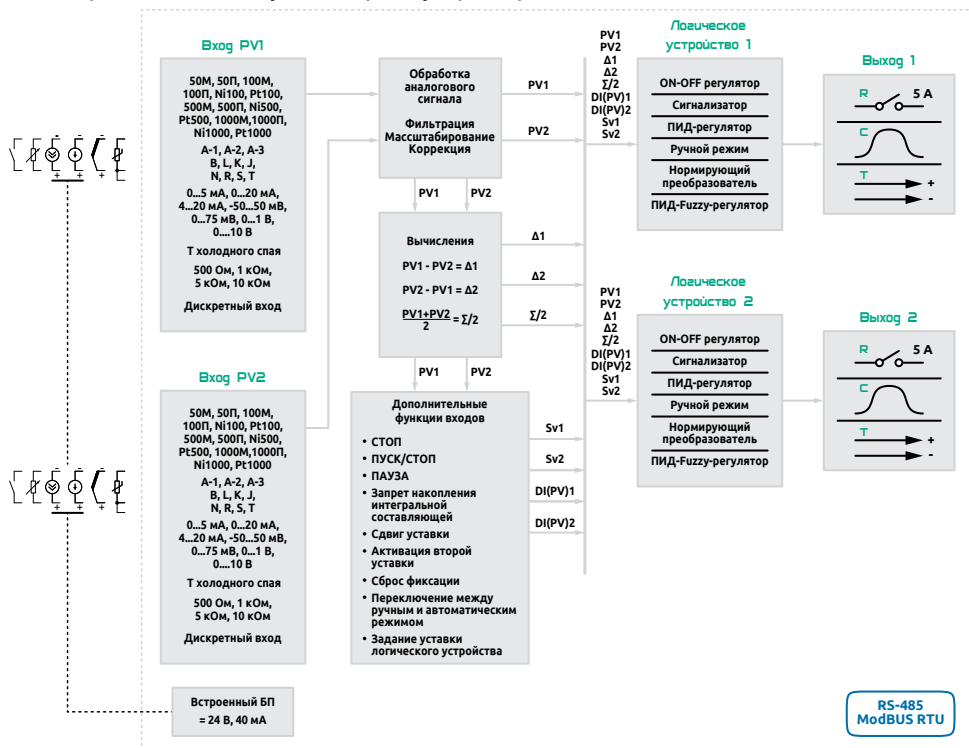 Вход PV1
50М, 50П, 100М,
100П, Ni100, Pt100,
500М, 500П, Ni500,
Pt500, 1000М,1000П,
Ni1000, Pt1000
А-1, А-2, А-3
B, L, K, J,
N, R, S, T
0...5 мА, 0...20 мА,
4...20 мА, -50...50 мВ,
0...75 мВ, 0...1 В,
0....10 В
Т холодного спая
500 Ом, 1 кОм,
5 кОм, 10 кОм
Дискретный вход
Вход PV2
50М, 50П, 100М,
100П, Ni100, Pt100,
500М, 500П, Ni500,
Pt500, 1000М,1000П,
Ni1000, Pt1000
А-1, А-2, А-3
B, L, K, J,
N, R, S, T
0...5 мА, 0...20 мА,
4...20 мА, -50...50 мВ,
0...75 мВ, 0...1 В,
0....10 В
Т холодного спая
500 Ом, 1 кОм,
5 кОм, 10 кОм
Дискретный вход
Встроенный БП
= 24 В, 40 мА
Обработка
аналогового
сигнала
Фильтрация
Массштабирование
Коррекция
PV1
PV2
PV1
PV2
Вычисления
PV1 - PV2 = Δ1
PV2 - PV1 = Δ2
PV1+PV2
2
= Σ/2
Δ1
Δ2
Σ/2
PV1
PV2
Дополнительные
функции входов
• СТОП
• ПУСК/СТОП
• ПАУЗА
• Запрет накопления
интегральной
составляющей
• Сдвиг уставки
• Активация второй
уставки
• Сброс фиксации
• Переключение между
ручным и автоматическим
режимом
• Задание уставки
логического устройства
Sv1
Sv2
DI(PV)1
DI(PV)2
PV1
PV2
Δ1
Δ2
Σ/2
DI(PV)1
DI(PV)2
Sv1
Sv2
Логическое
устройство 1
ON-OFF регулятор
Сигнализатор
ПИД-регулятор
Ручной режим
Нормирующий
преобразователь
ПИД-Fuzzy-регулятор
Выход 1
R
5 А
C
T
+
-
PV1
PV2
Δ1
Δ2
Σ/2
DI(PV)1
DI(PV)2
Sv1
Sv2
Логическое
устройство 2
ON-OFF регулятор
Сигнализатор
ПИД-регулятор
Ручной режим
Нормирующий
преобразователь
ПИД-Fuzzy-регулятор
Выход 2
R
5 А
C
T
+
-
RS-485
ModBUS RTU